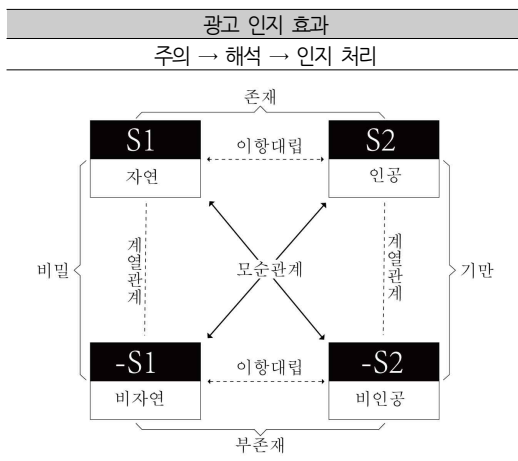 광고 인지 효과
주의 → 해석 → 인지 처리
존재
S1 이항대립 S2
자연 인공
비밀 계열관계 모순관계 계열관계 기만
-S1 이항대립 -S2
비자연 비인공
부존재